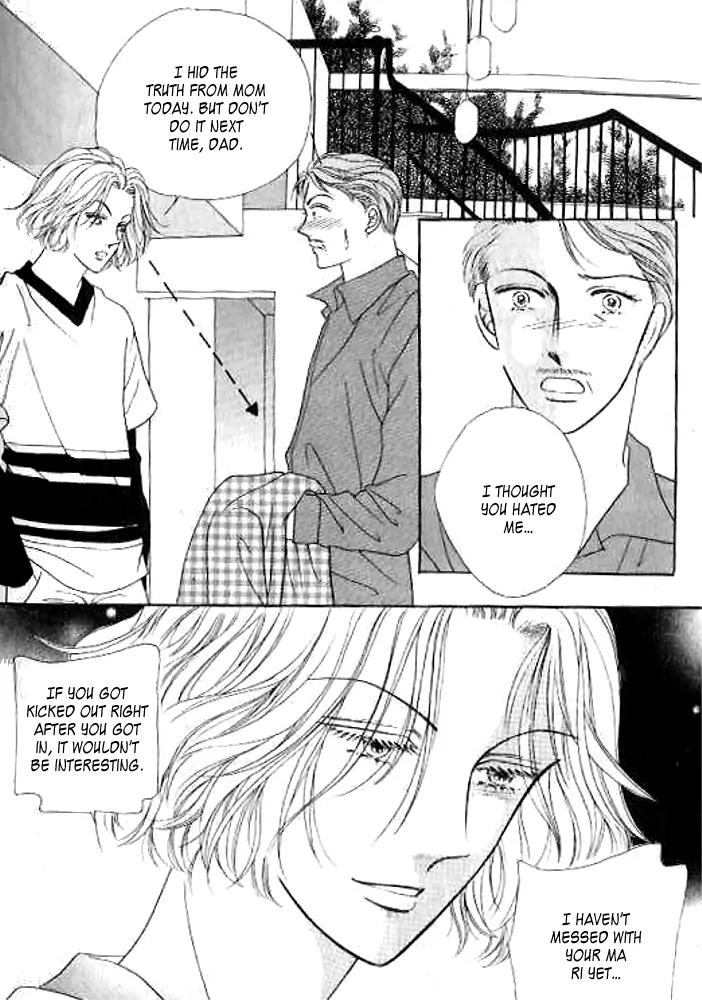 I HID THE
TRUTH FROM MOM
TODAY. BUT DON'T
DO IT NEXT
TIME, DAD.
I THOUGHT
YOU HATED
ME...
IF YOU GOT
KICKED OUT RIGHT
AFTER YOU GOT
IN, IT WOULDN'T
BE INTERESTING.
I HAVEN'T
MESSED WITH
YOUR MA
RI YET...